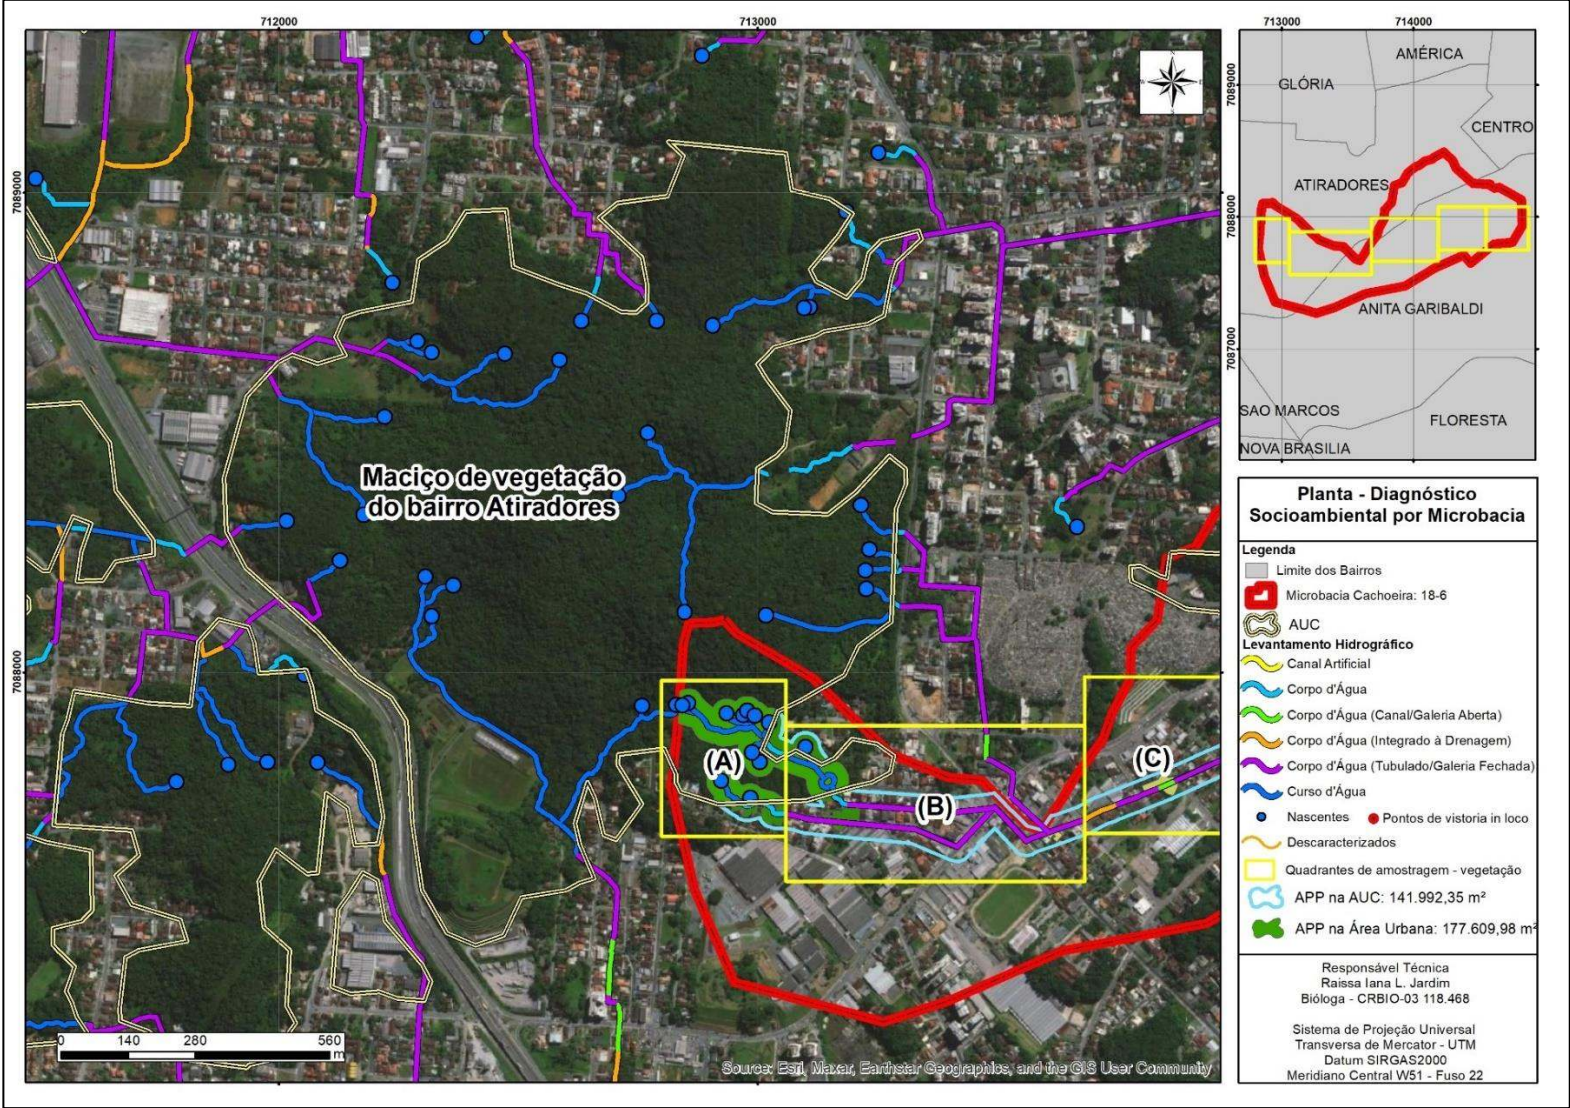 712000
713000
7089000
7088000
Maciço de vegetação
do bairro Atiradores
(A)
(B)
(C)
0 140 280 560
m
Source: Esri, Maxar, Earthstar Geographics, and the GIS User Community
N
713000
714000
7089000
7088000
7087000
AMÉRICA
GLÓRIA
CENTRO
ATIRADORES
ANITA GARIBALDI
SAO MARCOS
FLORESTA
NOVA BRASILIA
Planta - Diagnóstico
Socioambiental por Microbacia
Legenda
Limite dos Bairros
Microbacia Cachoeira: 18-6
AUC
Levantamento Hidrográfico
Canal Artificial
Corpo d'Água
Corpo d'Água (Canal/Galeria Aberta)
Corpo d'Água (Integrado à Drenagem)
Corpo d'Água (Tubulado/Galeria Fechada)
Curso d'Água
Nascentes Pontos de vistoria in loco
Descaracterizados
Quadrantes de amostragem - vegetação
APP na AUC: 141.992,35 m²
APP na Área Urbana: 177.609,98 m²
Responsável Técnica
Raissa Iana L. Jardim
Bióloga - CRBIO-03 118.468
Sistema de Projeção Universal
Transversa de Mercator - UTM
Datum SIRGAS2000
Meridiano Central W51 - Fuso 22